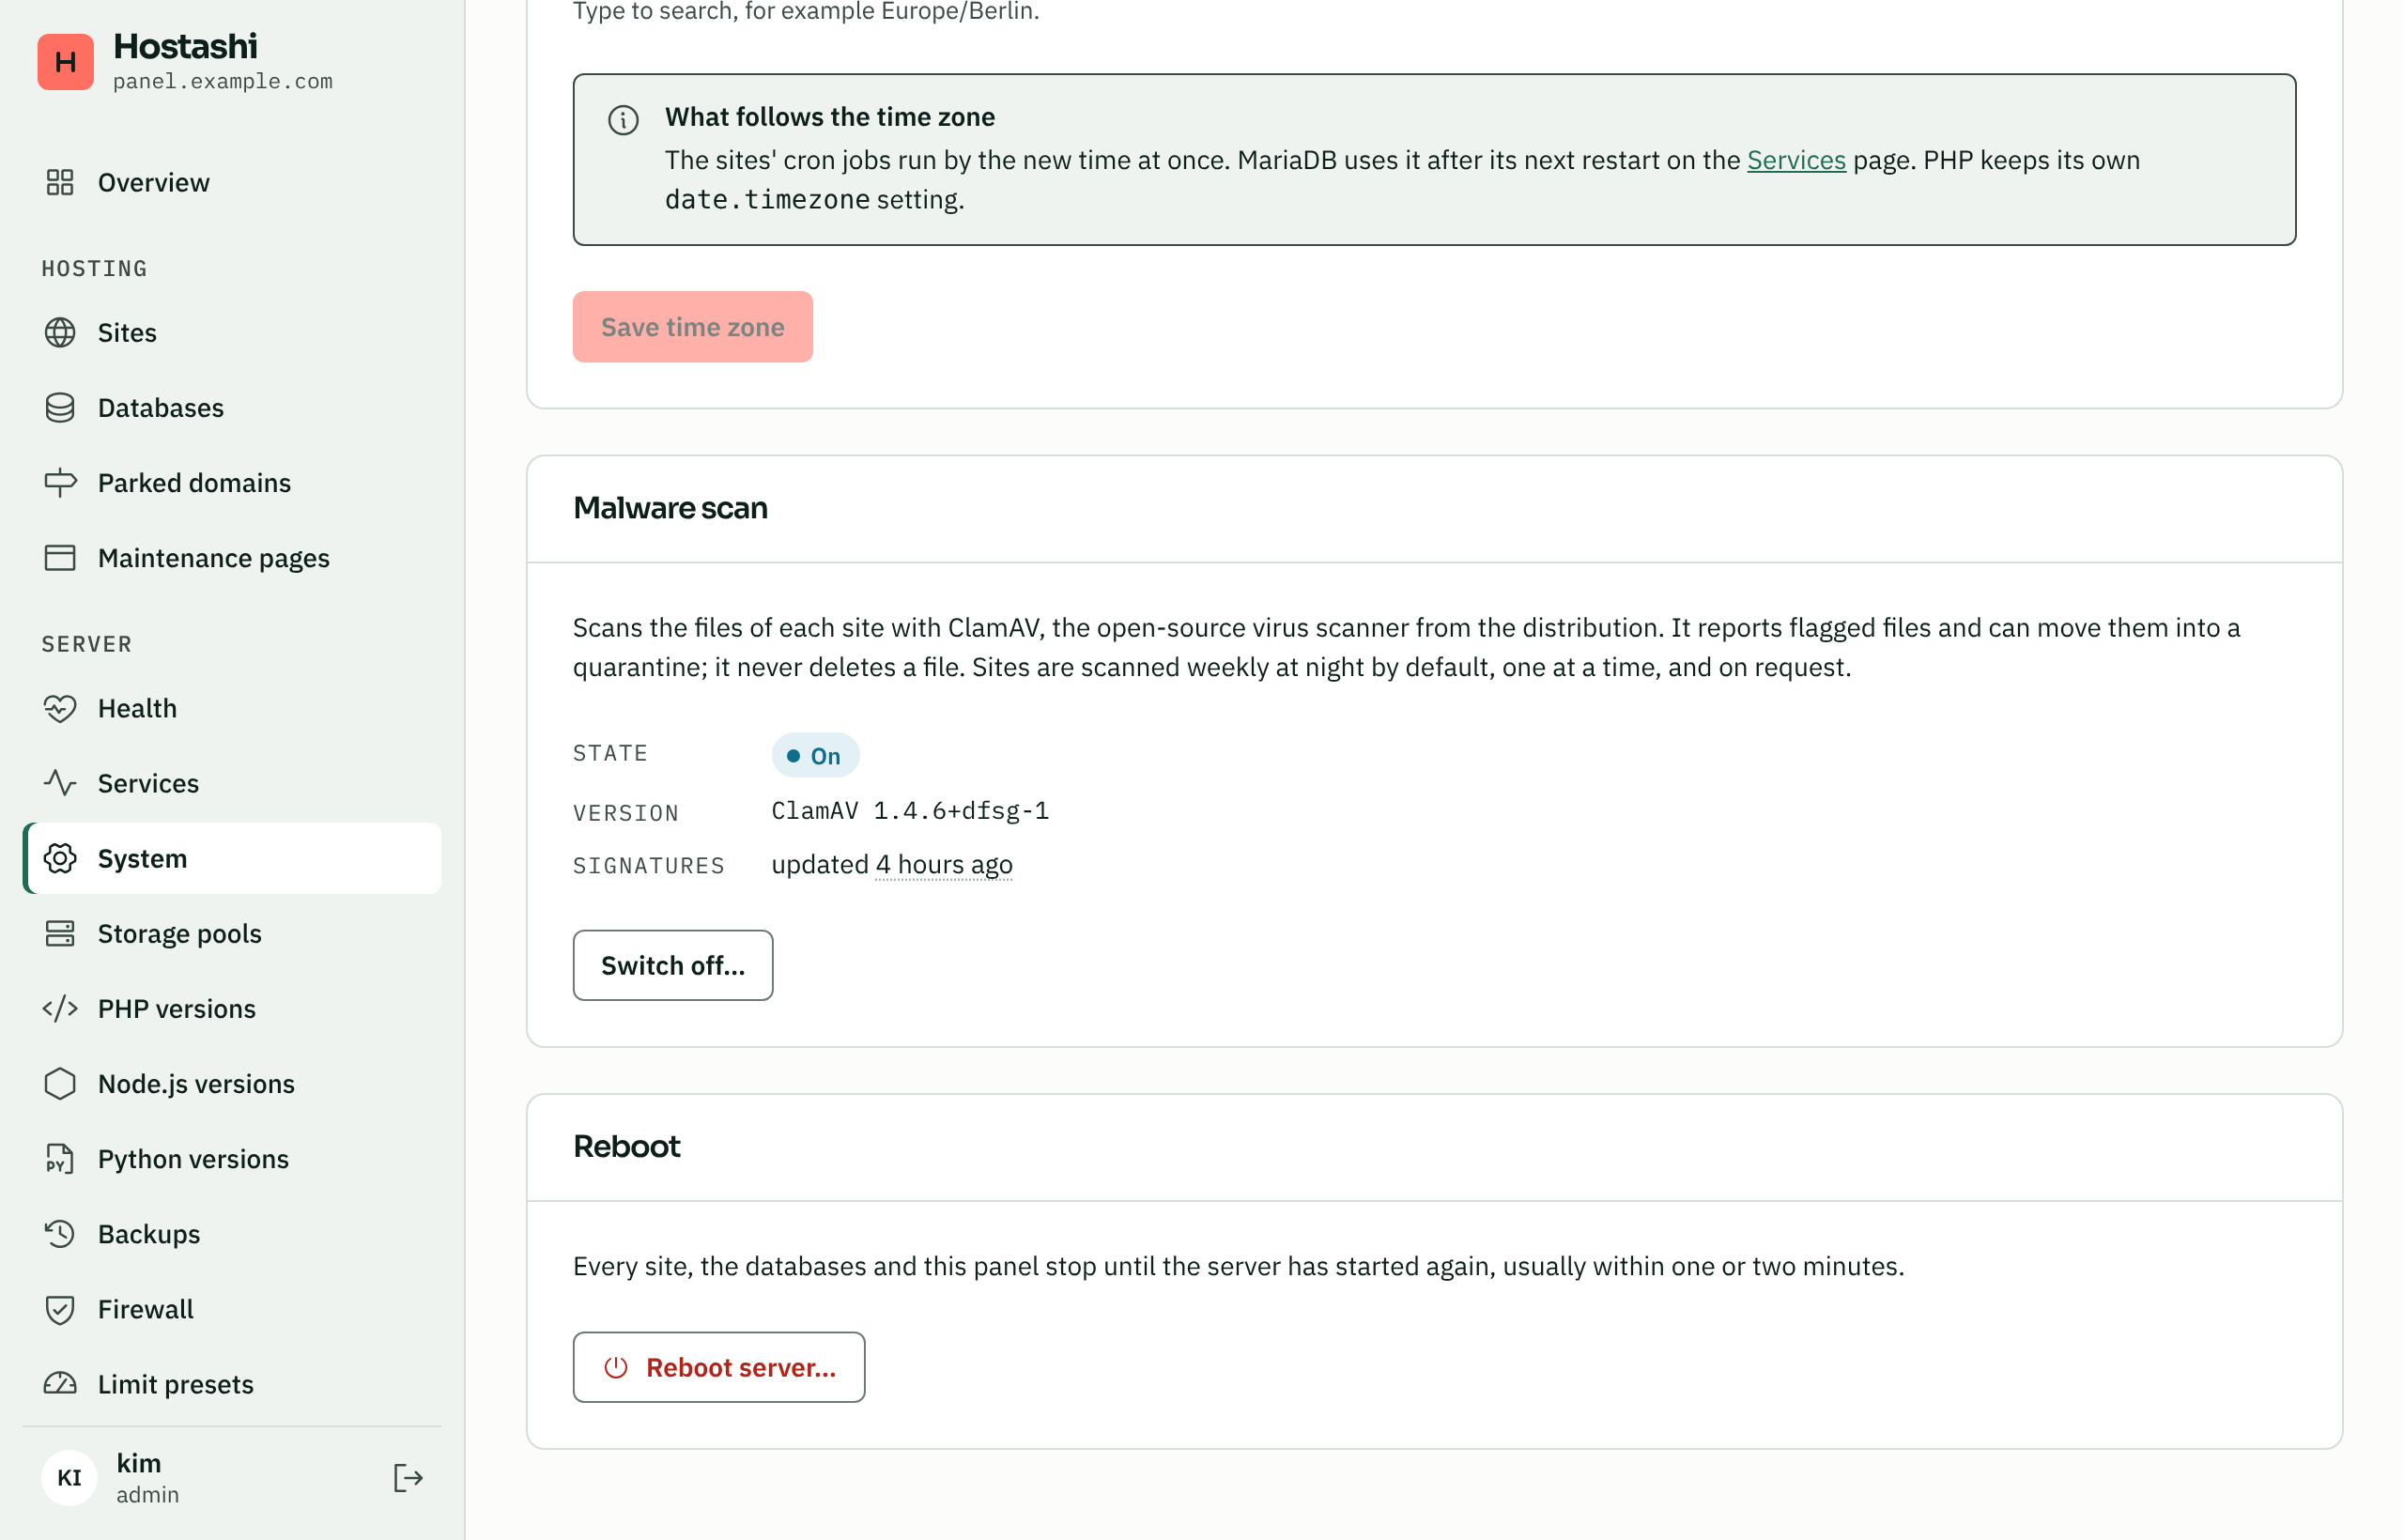 H
Hostashi
panel.example.com
Overview
HOSTING
Sites
Databases
Parked domains
Maintenance pages
SERVER
Health
Services
System
Storage pools
PHP versions
Node.js versions
PY
Python versions
Backups
Firewall
Limit presets
KI
kim
admin
Type to search, for example Europe/Berlin.
What follows the time zone
The sites' cron jobs run by the new time at once. MariaDB uses it after its next restart on the Services page. PHP keeps its own
date.timezone setting.
Save time zone
Malware scan
Scans the files of each site with ClamAV, the open-source virus scanner from the distribution. It reports flagged files and can move them into a
quarantine; it never deletes a file. Sites are scanned weekly at night by default, one at a time, and on request.
STATE On
VERSION ClamAV 1.4.6+dfsg-1
SIGNATURES updated 4 hours ago
Switch off...
Reboot
Every site, the databases and this panel stop until the server has started again, usually within one or two minutes.
Reboot server...